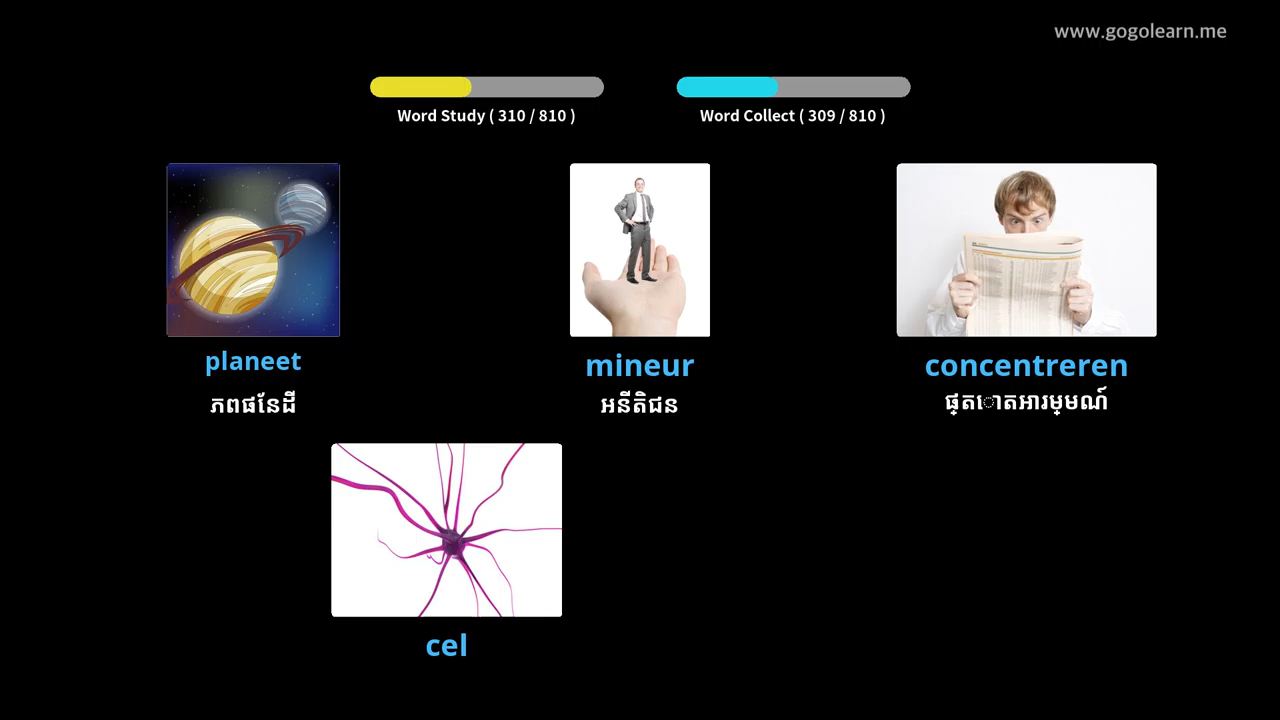 www.gogolearn.me
Word Study ( 310 / 810 )
Word Collect ( 309 / 810 )
planeet
mineur
concentreren
ភពផែនដី
អនីតិជន
ផ្តោតអារម្មណ៍
cel